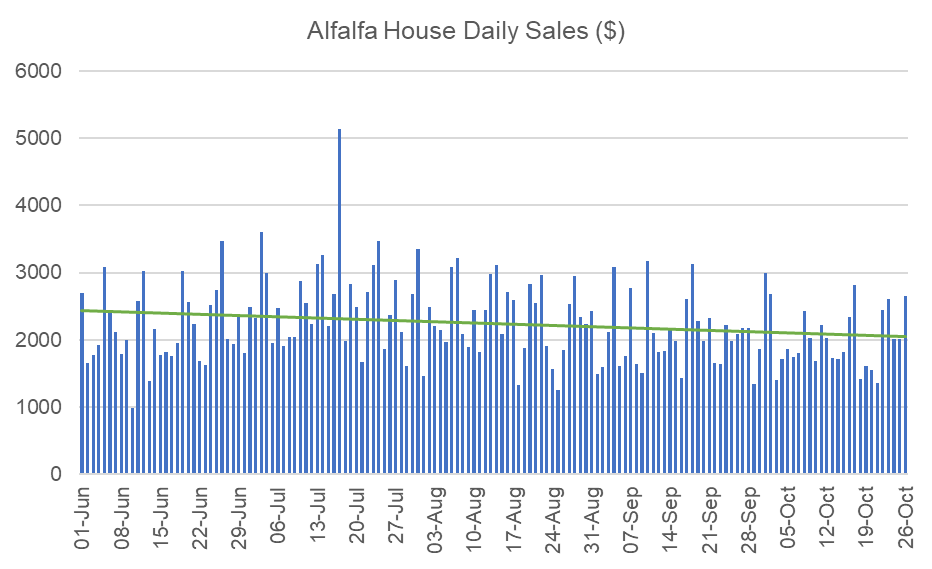 Alfalfa House Daily Sales ($)
6000
5000
4000
3000
2000
1000
0
01-Jun
08-Jun
15-Jun
22-Jun
29-Jun
06-Jul
13-Jul
20-Jul
27-Jul
03-Aug
10-Aug
17-Aug
24-Aug
31-Aug
07-Sep
14-Sep
21-Sep
28-Sep
05-Oct
12-Oct
19-Oct
26-Oct